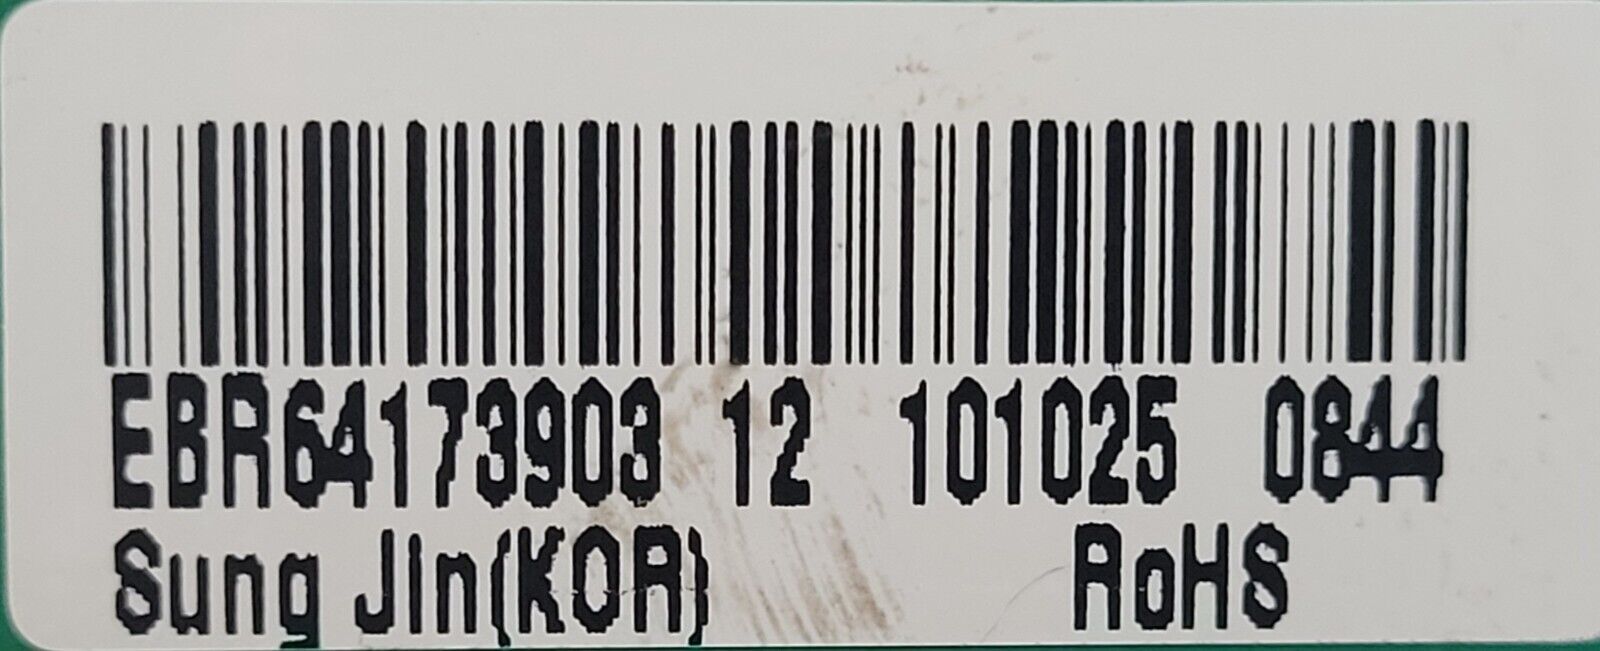 EBR64173903 12 101025 0844
Sung Jin(KOR) RoHS